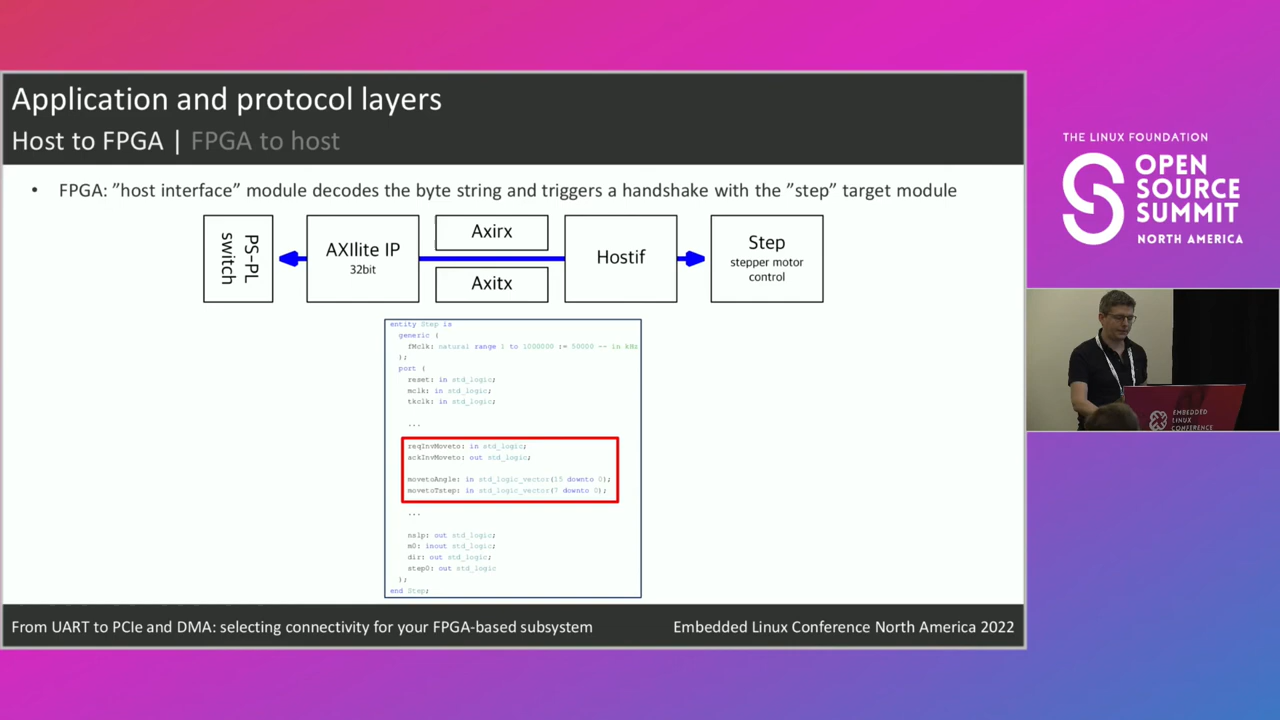 Application and protocol layers
Host to FPGA | FPGA to host
• FPGA: ”host interface” module decodes the byte string and triggers a handshake with the ”step” target module
PS-PL
switch
AXIlite IP
32bit
Axirx
Axitx
Hostif
Step
stepper motor
control
entity Step is
generic (
fMclk: natural range 1 to 1000000 := 50000 -- in kHz
);
port (
reset: in std_logic;
mclk: in std_logic;
tkclk: in std_logic;
...
reqInvMoveto: in std_logic;
ackInvMoveto: out std_logic;
movetoAngle: in std_logic_vector(15 downto 0);
movetoTstep: in std_logic_vector(7 downto 0);
...
nslp: out std_logic;
m0: inout std_logic;
dir: out std_logic;
step0: out std_logic
);
end Step;
From UART to PCIe and DMA: selecting connectivity for your FPGA-based subsystem
Embedded Linux Conference North America 2022
THE LINUX FOUNDATION
OPEN
SOURCE
SUMMIT
NORTH AMERICA
EMBEDDED
LINUX
CONFERENCE